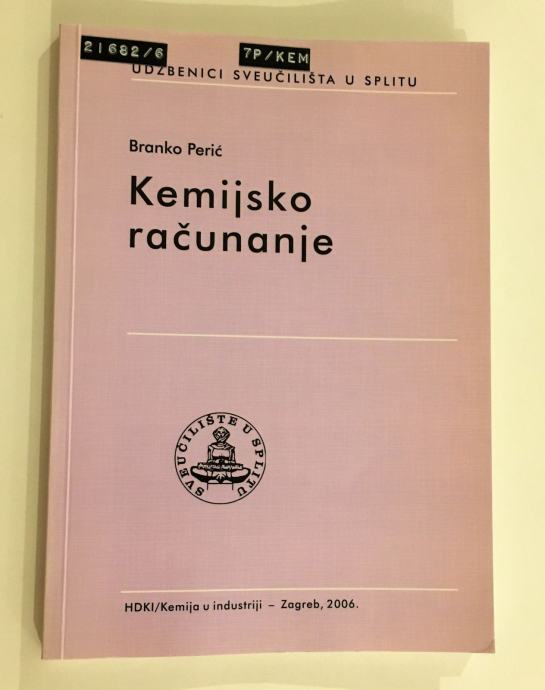 21682/6 7P/KEM
UDŽBENICI SVEUČILIŠTA U SPLITU
Branko Perić
Kemijsko
računanje
SVEUČILIŠTE U SPLITU
HDKI/Kemija u industriji – Zagreb, 2006.